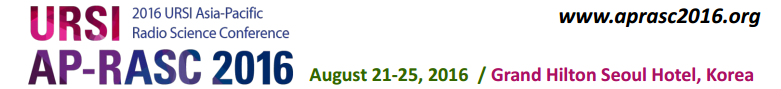 URSI 2016 URSI Asia-Pacific
Radio Science Conference
AP-RASC 2016
www.aprasc2016.org
August 21-25, 2016 / Grand Hilton Seoul Hotel, Korea